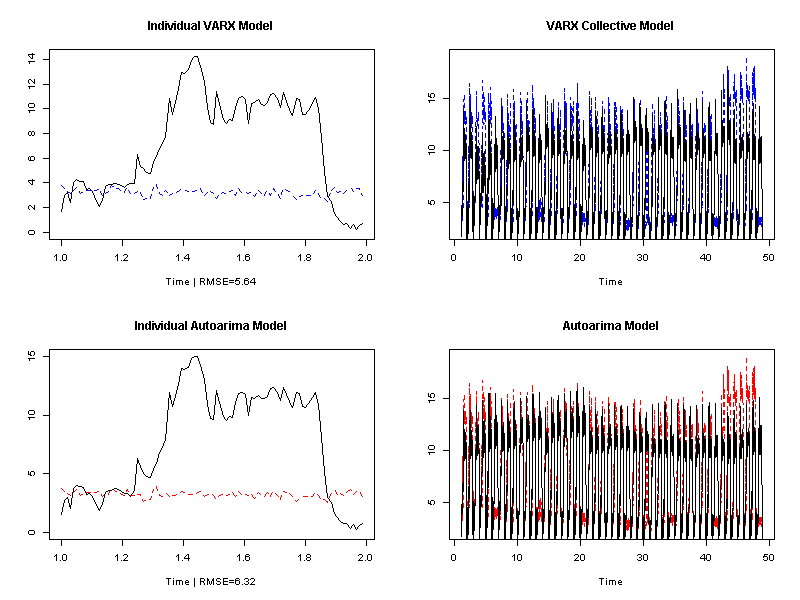 Individual VARX Model
VARX Collective Model
14
12
10
8
6
4
2
0
1.0 1.2 1.4 1.6 1.8 2.0
Time | RMSE=5.64
15
10
5
0 10 20 30 40 50
Time
Individual Autoarima Model
Autoarima Model
15
10
5
0
1.0 1.2 1.4 1.6 1.8 2.0
Time | RMSE=6.32
15
10
5
0 10 20 30 40 50
Time